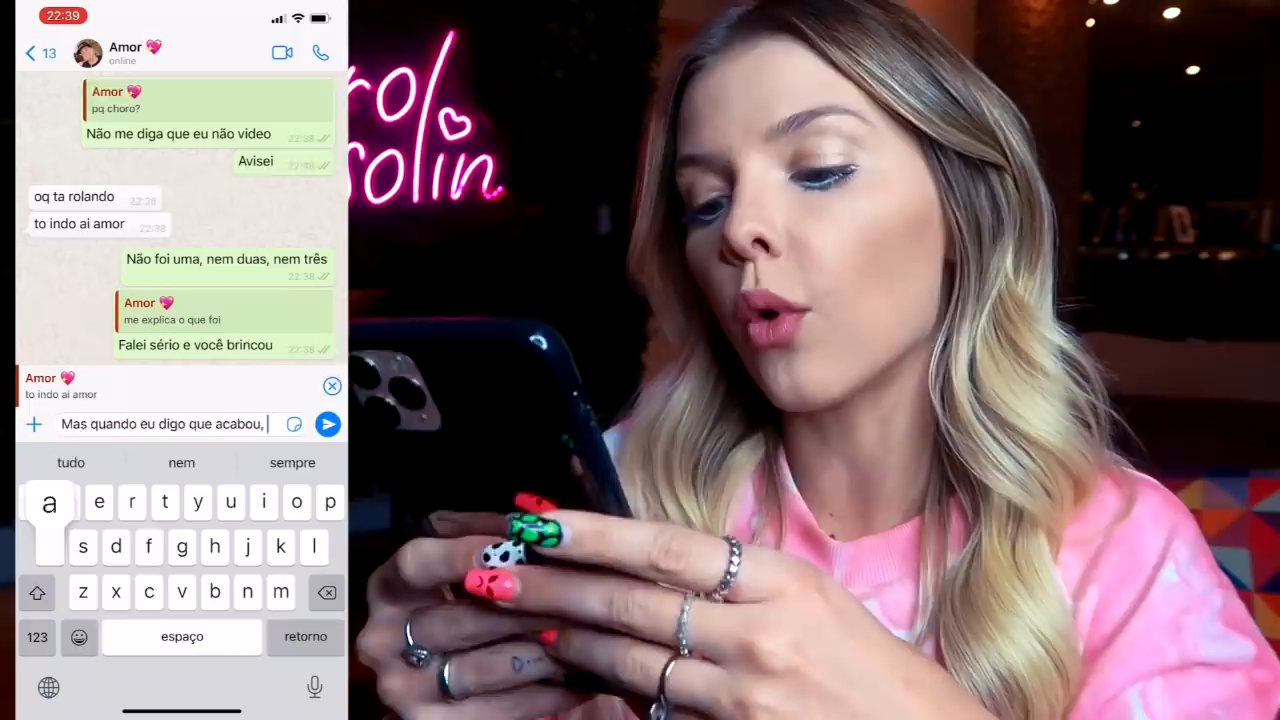 22:39
13
Amor 💖
online
Amor 💖
pq choro?
Não me diga que eu não video
22:38
Avisei
22:38
oq ta rolando
22:38
to indo ai amor
22:38
Não foi uma, nem duas, nem três
22:38
Amor 💖
me explica o que foi
Falei sério e você brincou
22:38
Amor 💖
to indo ai amor
Mas quando eu digo que acabou,
tudo nem sempre
a e r t y u i o p
s d f g h j k l
z x c v b n m
123 espaço retorno
rol
solin